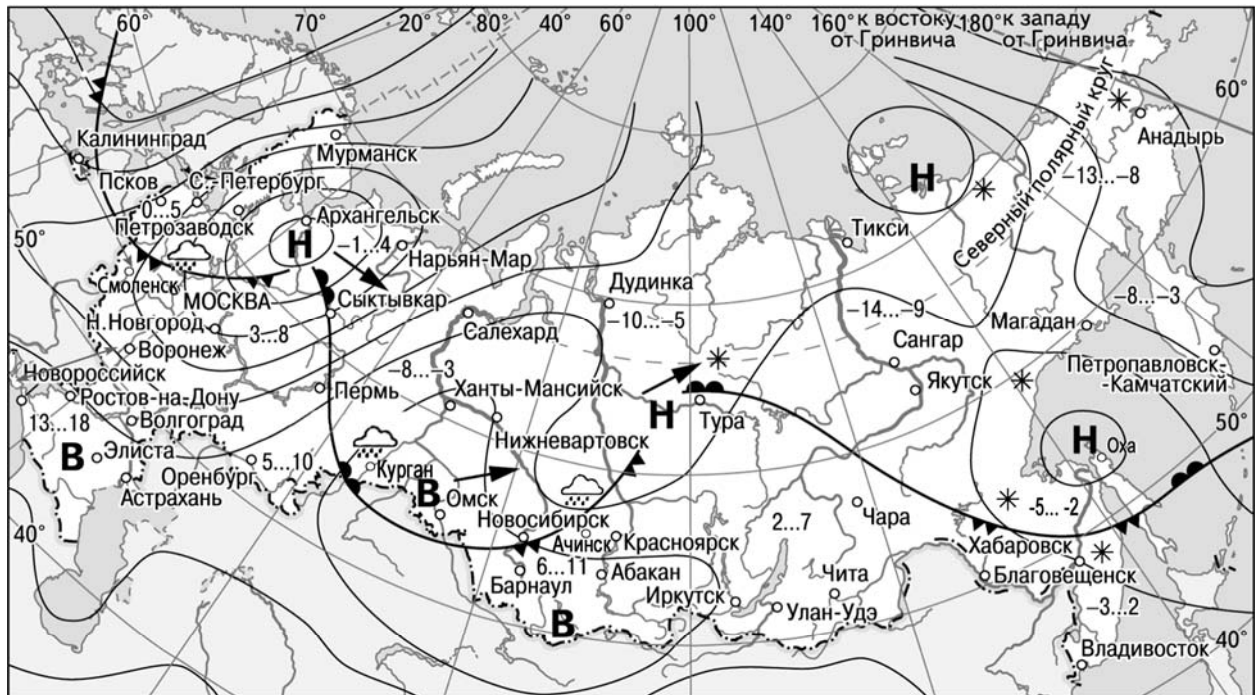 60°
70°
20°
80°
40°
60°
100°
140°
160°
к востоку
от Гринвича
180°
к западу
от Гринвича
60°
Калининград
Мурманск
Анадырь
Северный полярный круг
−13...−8
Псков
С.-Петербург
0...5
Петрозаводск
Архангельск
Н
−1...4
Нарьян-Мар
Н
Тикси
50°
Смоленск
МОСКВА
Сыктывкар
Дудинка
−10...−5
−14...−9
−8...−3
Н.Новгород
3...8
Салехард
Магадан
Воронеж
Сангар
Новороссийск
Ростов-на-Дону
Пермь
−8...−3
Ханты-Мансийск
Якутск
Петропавловск-
-Камчатский
13...18
Волгоград
Н
Тура
50°
В
Элиста
Нижневартовск
Н
Оха
Оренбург
5...10
Курган
Астрахань
В
Омск
-5... -2
40°
Новосибирск
2...7
Чара
Ачинск
Красноярск
Хабаровск
6...11
Барнаул
Абакан
Чита
Благовещенск
Иркутск
Улан-Удэ
−3...2
В
40°
Владивосток